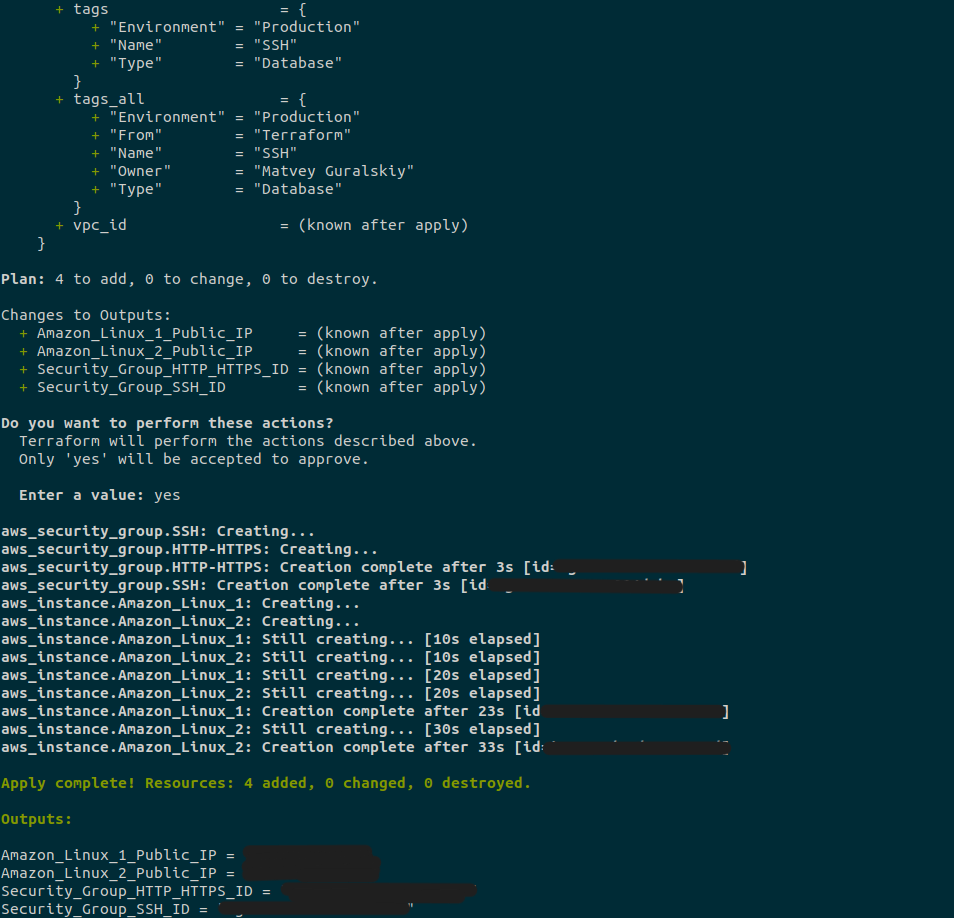 + tags = {
+ "Environment" = "Production"
+ "Name" = "SSH"
+ "Type" = "Database"
}
+ tags_all = {
+ "Environment" = "Production"
+ "From" = "Terraform"
+ "Name" = "SSH"
+ "Owner" = "Matvey Guralskiy"
+ "Type" = "Database"
}
+ vpc_id = (known after apply)
}
Plan: 4 to add, 0 to change, 0 to destroy.
Changes to Outputs:
+ Amazon_Linux_1_Public_IP = (known after apply)
+ Amazon_Linux_2_Public_IP = (known after apply)
+ Security_Group_HTTP_HTTPS_ID = (known after apply)
+ Security_Group_SSH_ID = (known after apply)
Do you want to perform these actions?
Terraform will perform the actions described above.
Only 'yes' will be accepted to approve.
Enter a value: yes
aws_security_group.SSH: Creating...
aws_security_group.HTTP-HTTPS: Creating...
aws_security_group.HTTP-HTTPS: Creation complete after 3s [id= ]
aws_security_group.SSH: Creation complete after 3s [id= ]
aws_instance.Amazon_Linux_1: Creating...
aws_instance.Amazon_Linux_2: Creating...
aws_instance.Amazon_Linux_1: Still creating... [10s elapsed]
aws_instance.Amazon_Linux_2: Still creating... [10s elapsed]
aws_instance.Amazon_Linux_1: Still creating... [20s elapsed]
aws_instance.Amazon_Linux_2: Still creating... [20s elapsed]
aws_instance.Amazon_Linux_1: Creation complete after 23s [id ]
aws_instance.Amazon_Linux_2: Still creating... [30s elapsed]
aws_instance.Amazon_Linux_2: Creation complete after 33s [id= ]
Apply complete! Resources: 4 added, 0 changed, 0 destroyed.
Outputs:
Amazon_Linux_1_Public_IP =
Amazon_Linux_2_Public_IP =
Security_Group_HTTP_HTTPS_ID =
Security_Group_SSH_ID = "